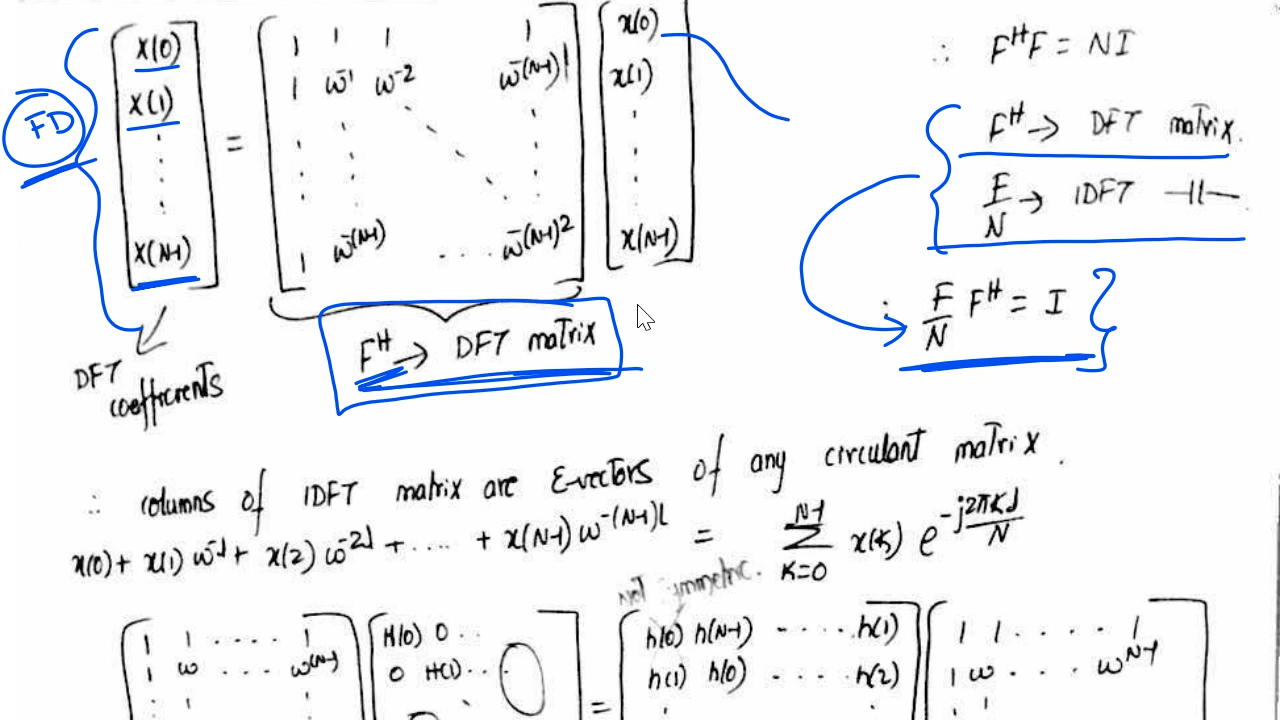 FD
[X(0) X(1) ⋮ X(N-1)] = [1 1 1 1
1 ω^-1 ω^-2 ω^-(N-1)1
1 ω^-(N-1) ... ω^-(N-1)2] [x(0) x(1) ⋮ x(N-1)]
F^H → DFT matrix
DFT
coefficients
∴ F^H F = NI
F^H → DFT matrix.
F/N → IDFT -||-
∴ F/N F^H = I
∴ columns of IDFT matrix are E-vectors of any circulant matrix.
x(0) + x(1) ω^-l + x(2) ω^-2l + .... + x(N-1) ω^-(N-1)l = Σ_{k=0}^{N-1} x(k) e^{-j2πkl/N}
Not symmetric.
[1 1 .... 1 [H(0) 0 .. = [h(0) h(N-1) ..... h(1)] [1 1 .... 1
1 ω .... ω^(N-1) 0 H(1) .. h(1) h(0) .... h(2) 1 ω .... ω^N-1